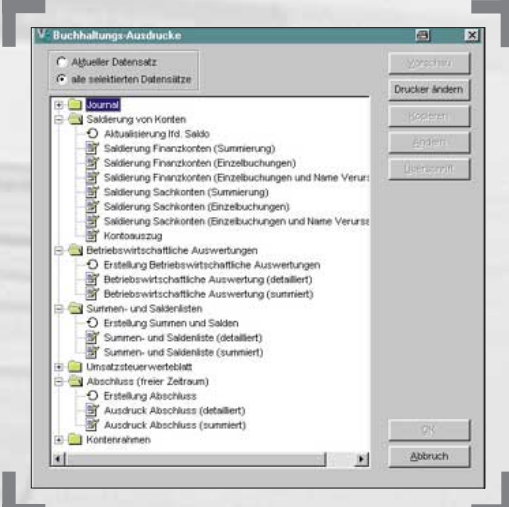 Buchhaltungs-Ausdrucke
Aktueller Datensatz
alle selektierten Datensätze
Vorschau
Drucker ändern
Kopieren
Ändern
Überschrift
Journal
Saldierung von Konten
Aktualisierung lfd. Saldo
Saldierung Finanzkonten (Summierung)
Saldierung Finanzkonten (Einzelbuchungen)
Saldierung Finanzkonten (Einzelbuchungen und Name Verurs
Saldierung Sachkonten (Summierung)
Saldierung Sachkonten (Einzelbuchungen)
Saldierung Sachkonten (Einzelbuchungen und Name Verursa
Kontoauszug
Betriebswirtschaftliche Auswertungen
Erstellung Betriebswirtschaftliche Auswertungen
Betriebswirtschaftliche Auswertung (detailliert)
Betriebswirtschaftliche Auswertung (summiert)
Summen- und Saldenlisten
Erstellung Summen und Salden
Summen- und Saldenliste (detailliert)
Summen- und Saldenliste (summiert)
Umsatzsteuerwerteblatt
Abschluss (freier Zeitraum)
Erstellung Abschluss
Ausdruck Abschluss (detailliert)
Ausdruck Abschluss (summiert)
Kontenrahmen
OK
Abbruch